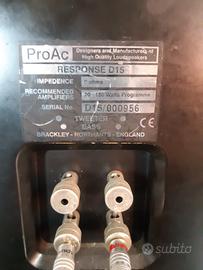 ProAc
Designers and Manufacturers of
High Quality Loudspeakers
RESPONSE D15
IMPEDENCE
RECOMMENDED
AMPLIFIERS
20 - 150 Watts Programme
SERIAL No.
D15/000956
TWEETER
BASS
BRACKLEY - NORTHANTS - ENGLAND
subito